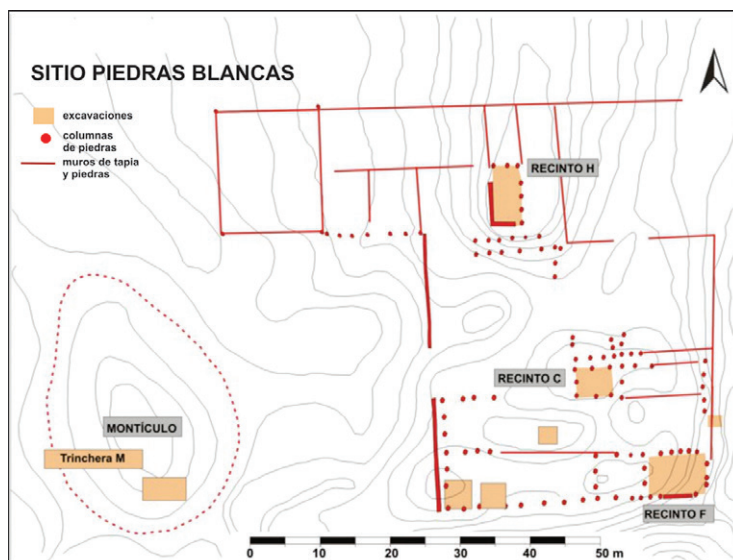 SITIO PIEDRAS BLANCAS
excavaciones
columnas
de piedras
muros de tapia
y piedras
RECINTO H
RECINTO C
MONTÍCULO
Trinchera M
RECINTO F
0 10 20 30 40 50 m